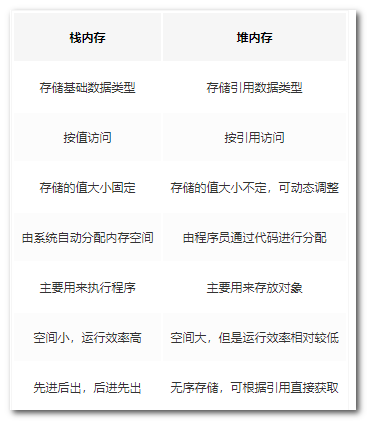 栈内存 堆内存
存储基础数据类型 存储引用数据类型
按值访问 按引用访问
存储的值大小固定 存储的值大小不定，可动态调整
由系统自动分配内存空间 由程序员通过代码进行分配
主要用来执行程序 主要用来存放对象
空间小，运行效率高 空间大，但是运行效率相对较低
先进后出，后进先出 无序存储，可根据引用直接获取